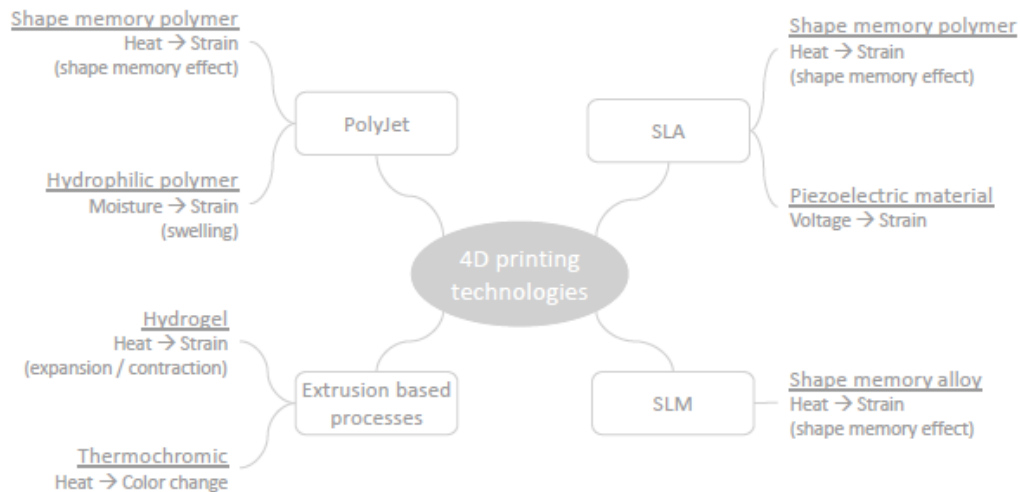 Shape memory polymer
Heat → Strain
(shape memory effect)
PolyJet
Hydrophilic polymer
Moisture → Strain
(swelling)
Shape memory polymer
Heat → Strain
(shape memory effect)
SLA
Piezoelectric material
Voltage → Strain
4D printing
technologies
Hydrogel
Heat → Strain
(expansion / contraction)
Extrusion based
processes
Thermochromic
Heat → Color change
SLM
Shape memory alloy
Heat → Strain
(shape memory effect)